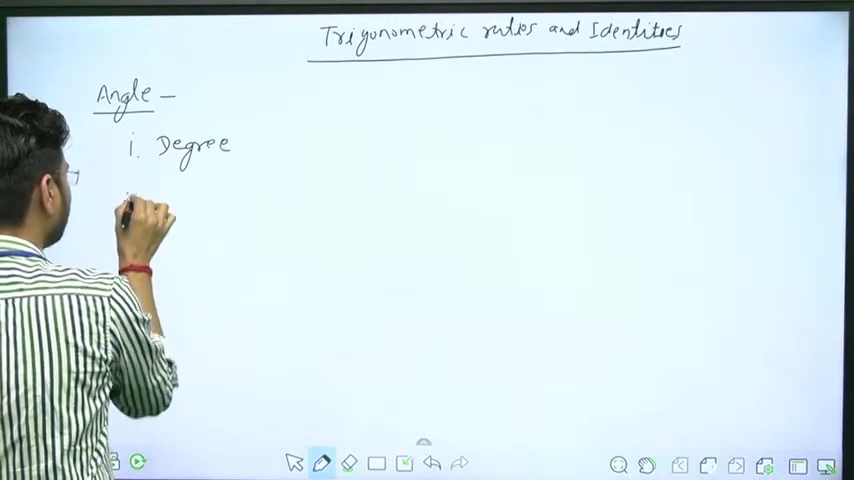 Trigonometric ratios and Identities
Angle -
i. Degree